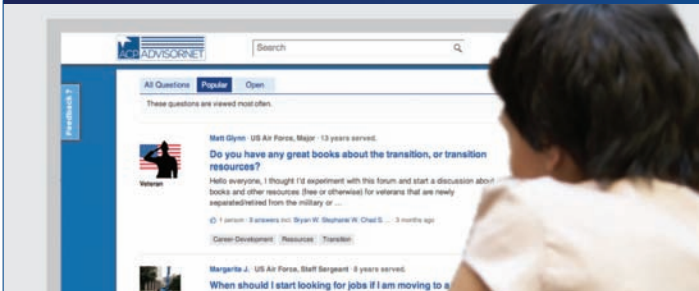 ACP ADVISORNET
Search
Feedback ?
All Questions Popular Open
These questions are viewed most often.
Matt Glynn · US Air Force, Major · 13 years served.
Do you have any great books about the transition, or transition
resources?
Hello everyone, I thought I'd experiment with this forum and start a discussion about
books and other resources (free or otherwise) for veterans that are newly
separated/retired from the military or ...
Veteran
1 person · 3 answers incl. Bryan W. Stephanie W. Chad S. ... · 3 months ago
Career-Development Resources Transition
Margarita J. · US Air Force, Staff Sergeant · 8 years served.
When should I start looking for jobs if I am moving to a